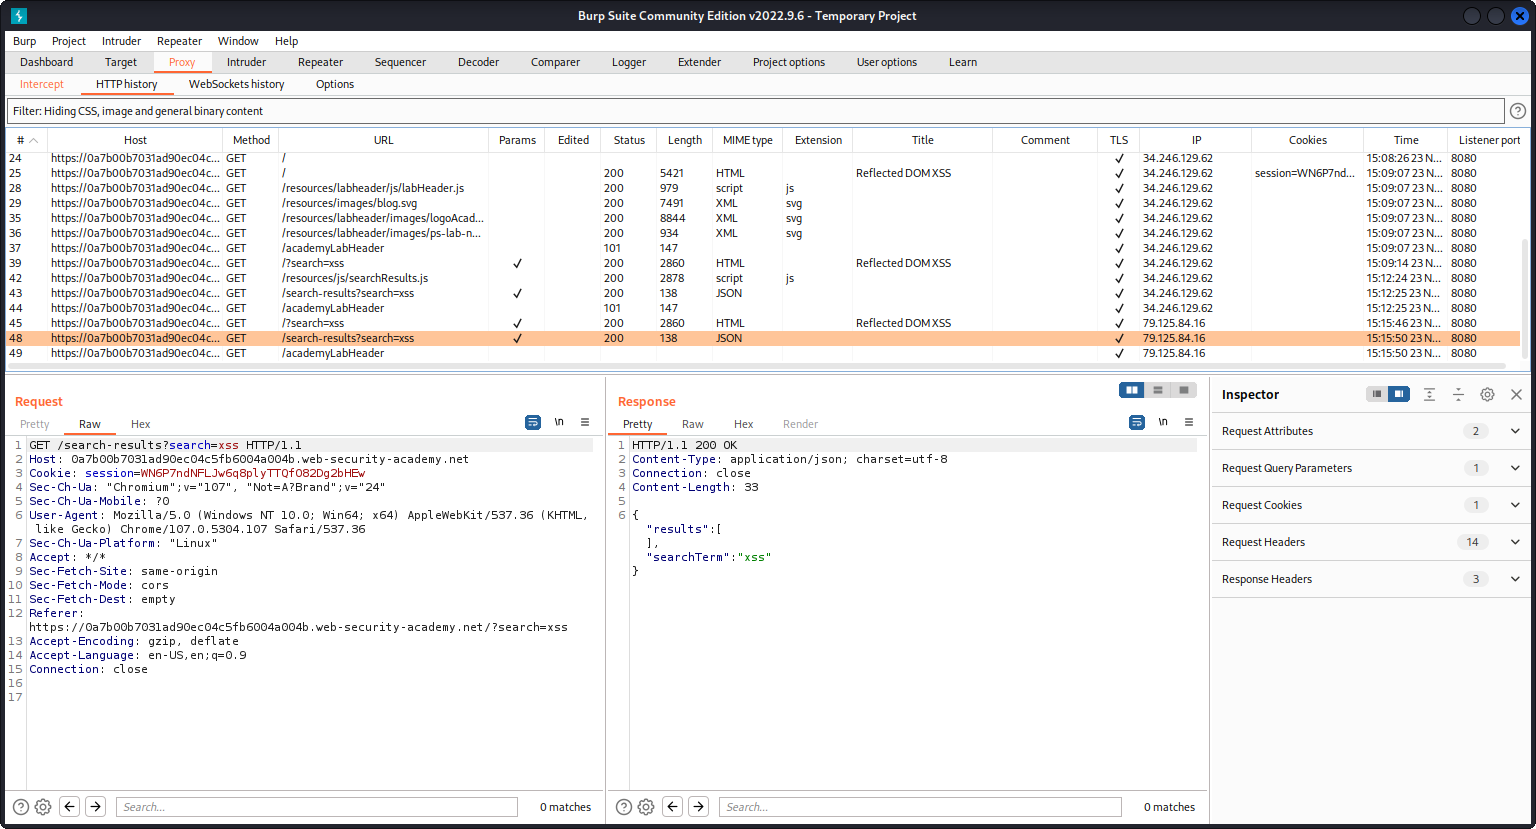 Burp Suite Community Edition v2022.9.6 - Temporary Project
Burp Project Intruder Repeater Window Help
Dashboard Target Proxy Intruder Repeater Sequencer Decoder Comparer Logger Extender Project options User options Learn
Intercept HTTP history WebSockets history Options
Filter: Hiding CSS, image and general binary content
# Host Method URL Params Edited Status Length MIME type Extension Title Comment TLS IP Cookies Time Listener port
24 https://0a7b00b7031ad90ec04c... GET / ✓ 34.246.129.62 15:08:26 23 N... 8080
25 https://0a7b00b7031ad90ec04c... GET / 200 5421 HTML Reflected DOM XSS ✓ 34.246.129.62 session=WN6P7nd... 15:09:07 23 N... 8080
28 https://0a7b00b7031ad90ec04c... GET /resources/labheader/js/labHeader.js 200 979 script js ✓ 34.246.129.62 15:09:07 23 N... 8080
29 https://0a7b00b7031ad90ec04c... GET /resources/images/blog.svg 200 7491 XML svg ✓ 34.246.129.62 15:09:07 23 N... 8080
35 https://0a7b00b7031ad90ec04c... GET /resources/labheader/images/logoAcad... 200 8844 XML svg ✓ 34.246.129.62 15:09:07 23 N... 8080
36 https://0a7b00b7031ad90ec04c... GET /resources/labheader/images/ps-lab-n... 200 934 XML svg ✓ 34.246.129.62 15:09:07 23 N... 8080
37 https://0a7b00b7031ad90ec04c... GET /academyLabHeader 101 147 ✓ 34.246.129.62 15:09:07 23 N... 8080
39 https://0a7b00b7031ad90ec04c... GET /?search=xss ✓ 200 2860 HTML Reflected DOM XSS ✓ 34.246.129.62 15:09:14 23 N... 8080
42 https://0a7b00b7031ad90ec04c... GET /resources/js/searchResults.js 200 2878 script js ✓ 34.246.129.62 15:12:24 23 N... 8080
43 https://0a7b00b7031ad90ec04c... GET /search-results?search=xss ✓ 200 138 JSON ✓ 34.246.129.62 15:12:25 23 N... 8080
44 https://0a7b00b7031ad90ec04c... GET /academyLabHeader 101 147 ✓ 34.246.129.62 15:12:25 23 N... 8080
45 https://0a7b00b7031ad90ec04c... GET /?search=xss ✓ 200 2860 HTML Reflected DOM XSS ✓ 79.125.84.16 15:15:46 23 N... 8080
48 https://0a7b00b7031ad90ec04c... GET /search-results?search=xss ✓ 200 138 JSON ✓ 79.125.84.16 15:15:50 23 N... 8080
49 https://0a7b00b7031ad90ec04c... GET /academyLabHeader ✓ 79.125.84.16 15:15:50 23 N... 8080
Request
Pretty Raw Hex
\n
1 GET /search-results?search=xss HTTP/1.1
2 Host: 0a7b00b7031ad90ec04c5fb6004a004b.web-security-academy.net
3 Cookie: session=WN6P7ndNFLJw6q8plyTTQfO82Dg2bHEw
4 Sec-Ch-Ua: "Chromium";v="107", "Not=A?Brand";v="24"
5 Sec-Ch-Ua-Mobile: ?0
6 User-Agent: Mozilla/5.0 (Windows NT 10.0; Win64; x64) AppleWebKit/537.36 (KHTML,
like Gecko) Chrome/107.0.5304.107 Safari/537.36
7 Sec-Ch-Ua-Platform: "Linux"
8 Accept: */*
9 Sec-Fetch-Site: same-origin
10 Sec-Fetch-Mode: cors
11 Sec-Fetch-Dest: empty
12 Referer:
https://0a7b00b7031ad90ec04c5fb6004a004b.web-security-academy.net/?search=xss
13 Accept-Encoding: gzip, deflate
14 Accept-Language: en-US,en;q=0.9
15 Connection: close
16
17
Search... 0 matches
Response
Pretty Raw Hex Render
\n
1 HTTP/1.1 200 OK
2 Content-Type: application/json; charset=utf-8
3 Connection: close
4 Content-Length: 33
5
6 {
"results":[
],
"searchTerm":"xss"
}
Search... 0 matches
Inspector
Request Attributes 2
Request Query Parameters 1
Request Cookies 1
Request Headers 14
Response Headers 3